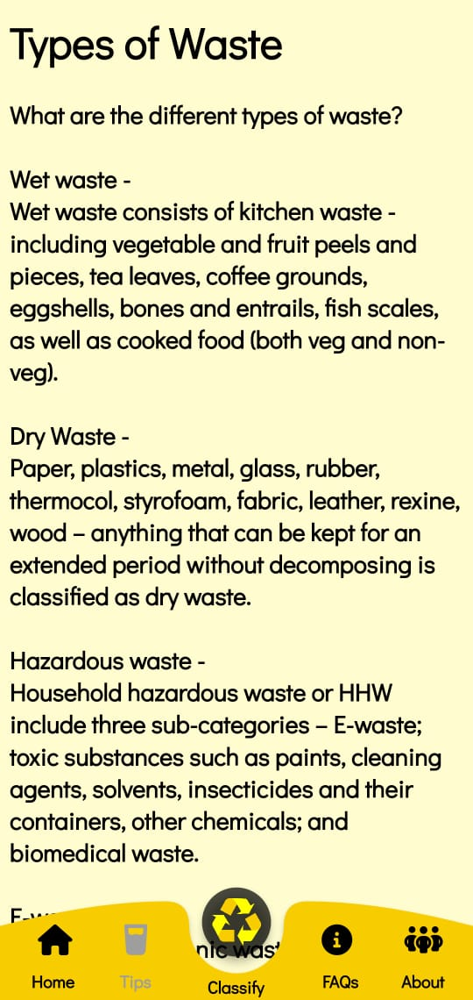 Types of Waste
What are the different types of waste?
Wet waste -
Wet waste consists of kitchen waste -
including vegetable and fruit peels and
pieces, tea leaves, coffee grounds,
eggshells, bones and entrails, fish scales,
as well as cooked food (both veg and non-
veg).
Dry Waste -
Paper, plastics, metal, glass, rubber,
thermocol, styrofoam, fabric, leather, rexine,
wood – anything that can be kept for an
extended period without decomposing is
classified as dry waste.
Hazardous waste -
Household hazardous waste or HHW
include three sub-categories – E-waste;
toxic substances such as paints, cleaning
agents, solvents, insecticides and their
containers, other chemicals; and
biomedical waste.
Home
Tips
Classify
FAQs
About